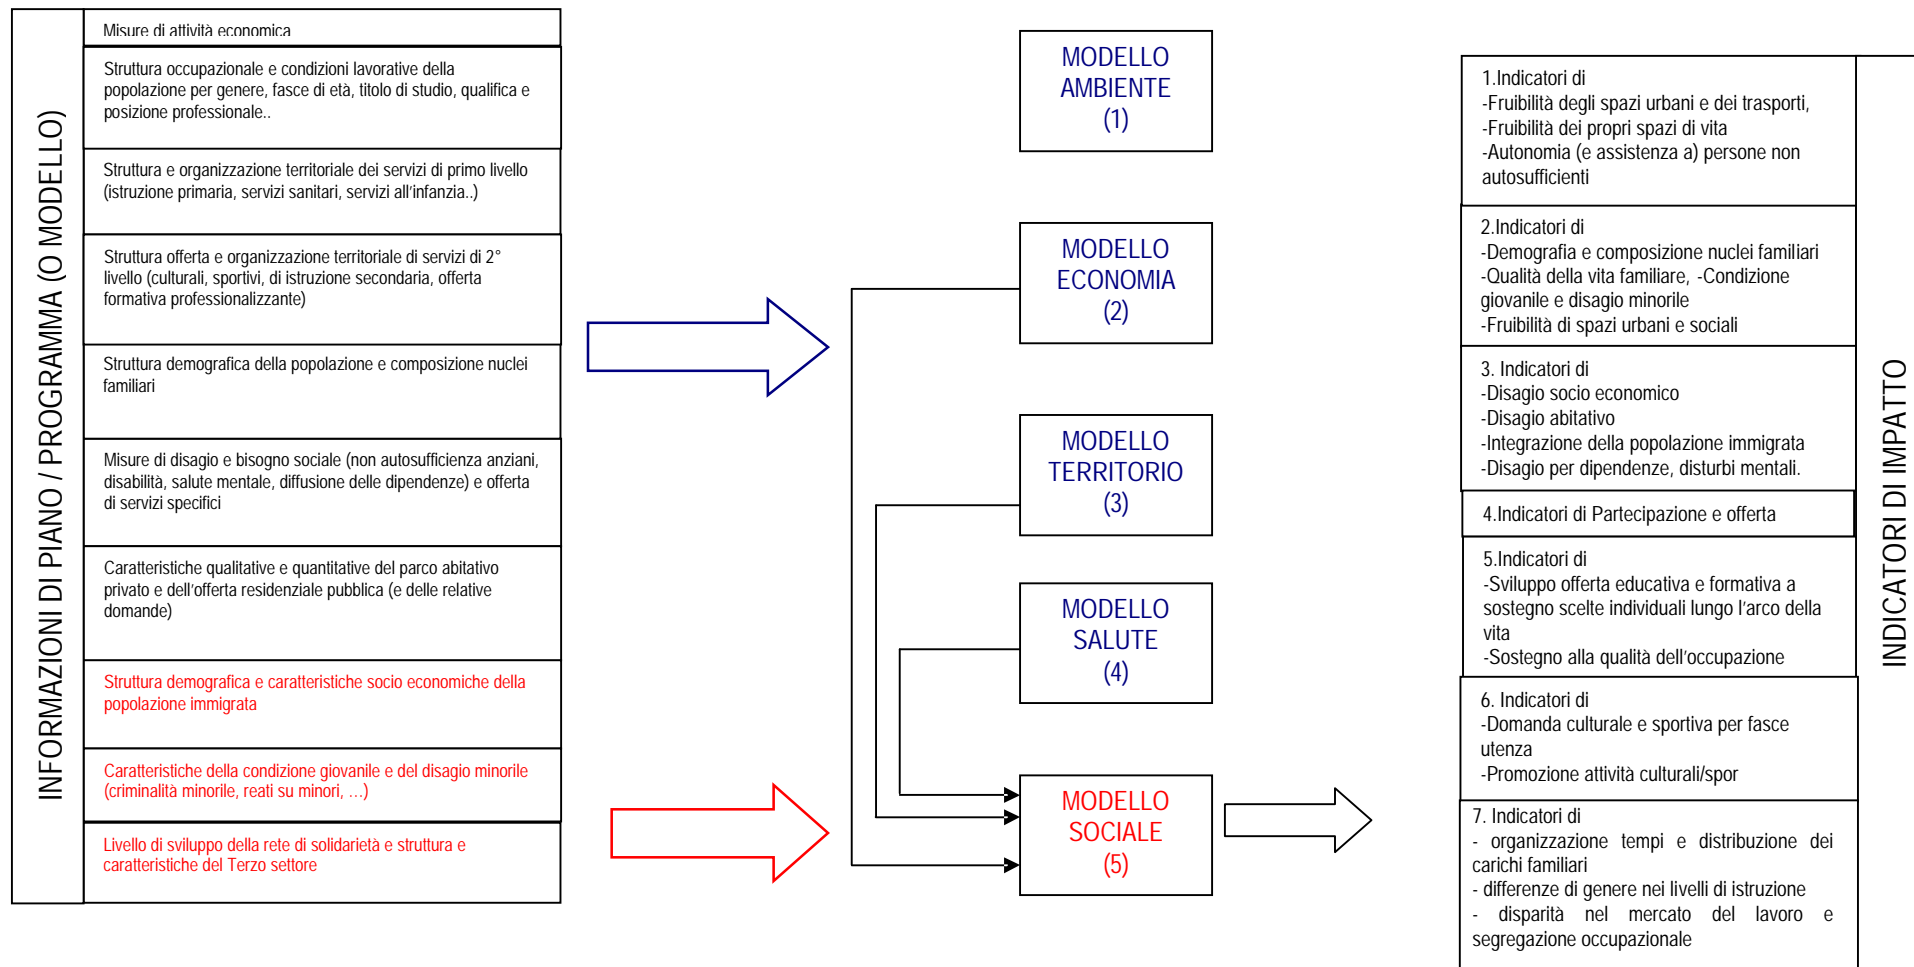 INFORMAZIONI DI PIANO / PROGRAMMA (O MODELLO)
Misure di attività economica
Struttura occupazionale e condizioni lavorative della
popolazione per genere, fasce di età, titolo di studio, qualifica e
posizione professionale..
Struttura e organizzazione territoriale dei servizi di primo livello
(istruzione primaria, servizi sanitari, servizi all'infanzia..)
Struttura offerta e organizzazione territoriale di servizi di 2°
livello (culturali, sportivi, di istruzione secondaria, offerta
formativa professionalizzante)
Struttura demografica della popolazione e composizione nuclei
familiari
Misure di disagio e bisogno sociale (non autosufficienza anziani,
disabilità, salute mentale, diffusione delle dipendenze) e offerta
di servizi specifici
Caratteristiche qualitative e quantitative del parco abitativo
privato e dell'offerta residenziale pubblica (e delle relative
domande)
Struttura demografica e caratteristiche socio economiche della
popolazione immigrata
Caratteristiche della condizione giovanile e del disagio minorile
(criminalità minorile, reati su minori, …)
Livello di sviluppo della rete di solidarietà e struttura e
caratteristiche del Terzo settore
MODELLO
AMBIENTE
(1)
MODELLO
ECONOMIA
(2)
MODELLO
TERRITORIO
(3)
MODELLO
SALUTE
(4)
MODELLO
SOCIALE
(5)
1.Indicatori di
-Fruibilità degli spazi urbani e dei trasporti,
-Fruibilità dei propri spazi di vita
-Autonomia (e assistenza a) persone non
autosufficienti
2.Indicatori di
-Demografia e composizione nuclei familiari
-Qualità della vita familiare, -Condizione
giovanile e disagio minorile
-Fruibilità di spazi urbani e sociali
3. Indicatori di
-Disagio socio economico
-Disagio abitativo
-Integrazione della popolazione immigrata
-Disagio per dipendenze, disturbi mentali.
4.Indicatori di Partecipazione e offerta
5.Indicatori di
-Sviluppo offerta educativa e formativa a
sostegno scelte individuali lungo l'arco della
vita
-Sostegno alla qualità dell'occupazione
6. Indicatori di
-Domanda culturale e sportiva per fasce
utenza
-Promozione attività culturali/spor
7. Indicatori di
- organizzazione tempi e distribuzione dei
carichi familiari
- differenze di genere nei livelli di istruzione
- disparità nel mercato del lavoro e
segregazione occupazionale
INDICATORI DI IMPATTO